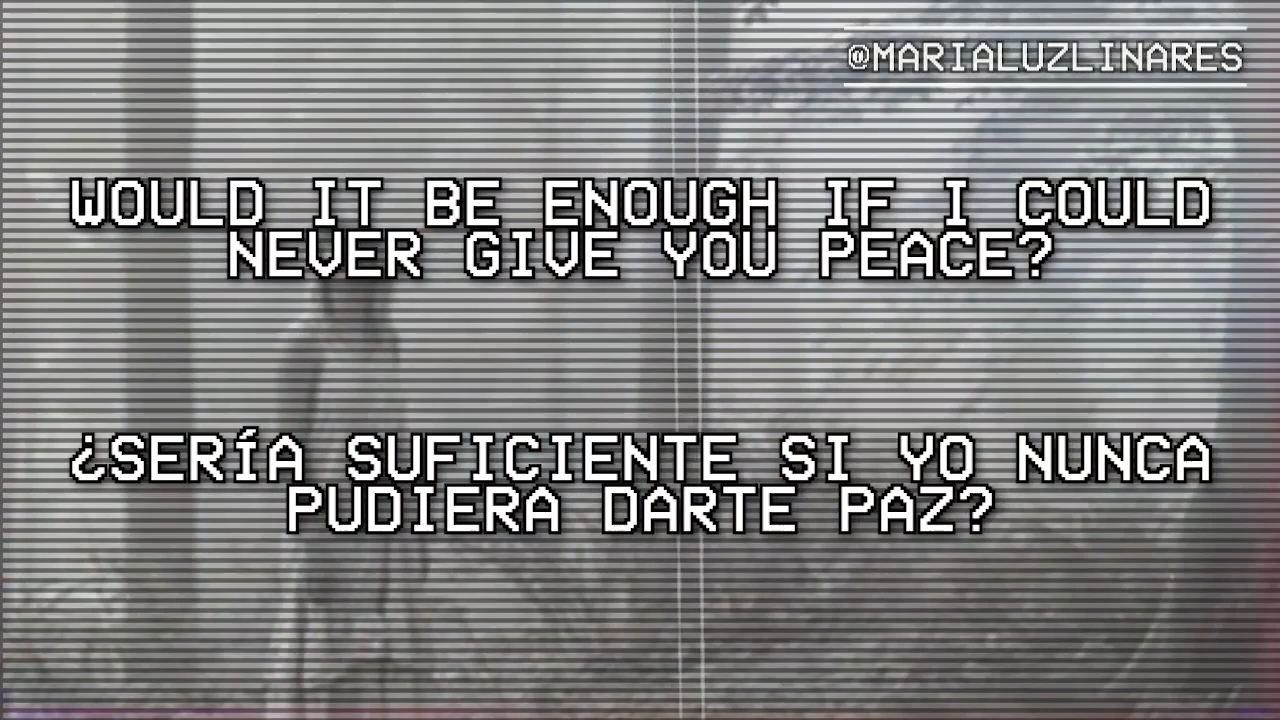 @MARIALUZLINARES
WOULD IT BE ENOUGH IF I COULD
NEVER GIVE YOU PEACE?
¿SERÍA SUFICIENTE SI YO NUNCA
PUDIERA DARTE PAZ?